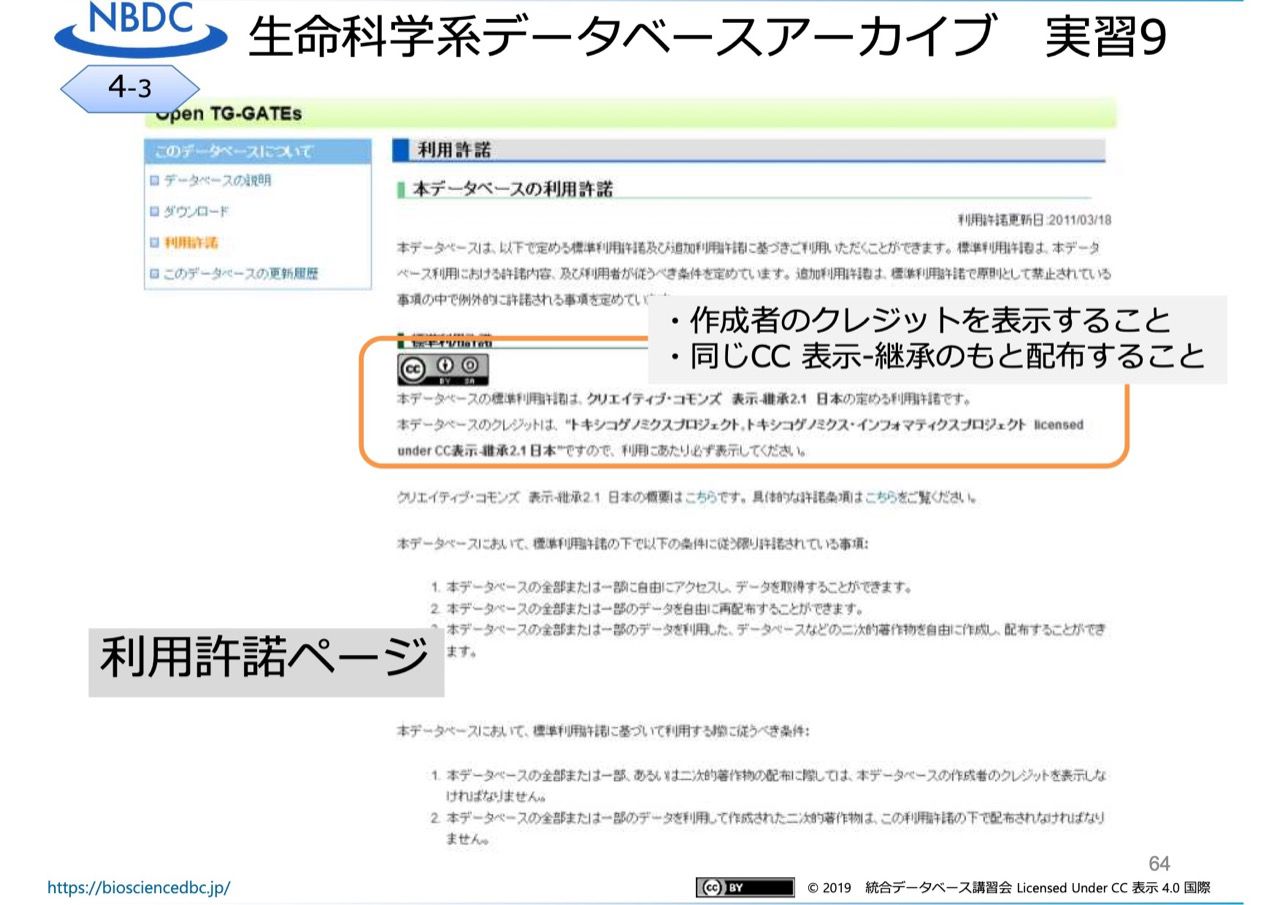 NBDC
生命科学系データベースアーカイブ 実習9
4-3
Open TG-GATEs
このデータベースについて
データベースの説明
ダウンロード
利用許諾
このデータベースの更新履歴
利用許諾
本データベースの利用許諾
利用許諾更新日:2011/03/18
本データベースは、以下で定める標準利用許諾及び追加利用許諾に基づきご利用いただくことができます。標準利用許諾は、本データ
ベース利用における許諾内容、及び利用者が従うべき条件を定めています。追加利用許諾は、標準利用許諾で原則として禁止されている
事項の中で例外的に許諾される事項を定めてい
・作成者のクレジットを表示すること
・同じCC 表示-継承のもと配布すること
標準利用許諾
cc BY SA
本データベースの標準利用許諾は、クリエイティブ・コモンズ 表示-継承2.1 日本の定める利用許諾です。
本データベースのクレジットは、"トキシコゲノミクスプロジェクト,トキシコゲノミクス・インフォマティクスプロジェクト licensed
under CC表示-継承2.1日本"ですので、利用にあたり必ず表示してください。
クリエイティブ・コモンズ 表示-継承2.1 日本の概要はこちらです。具体的な許諾条項はこちらをご覧ください。
本データベースにおいて、標準利用許諾の下で以下の条件に従う限り許諾されている事項:
1. 本データベースの全部または一部に自由にアクセスし、データを取得することができます。
2. 本データベースの全部または一部のデータを自由に再配布することができます。
3. 本データベースの全部または一部のデータを利用した、データベースなどの二次的著作物を自由に作成し、配布することができ
ます。
利用許諾ページ
本データベースにおいて、標準利用許諾に基づいて利用する際に従うべき条件:
1. 本データベースの全部または一部、あるいは二次的著作物の配布に際しては、本データベースの作成者のクレジットを表示しな
ければなりません。
2. 本データベースの全部または一部のデータを利用して作成された二次的著作物は、この利用許諾の下で配布されなければなり
ません。
64
https://biosciencedbc.jp/
cc BY
© 2019 統合データベース講習会 Licensed Under CC 表示 4.0 国際